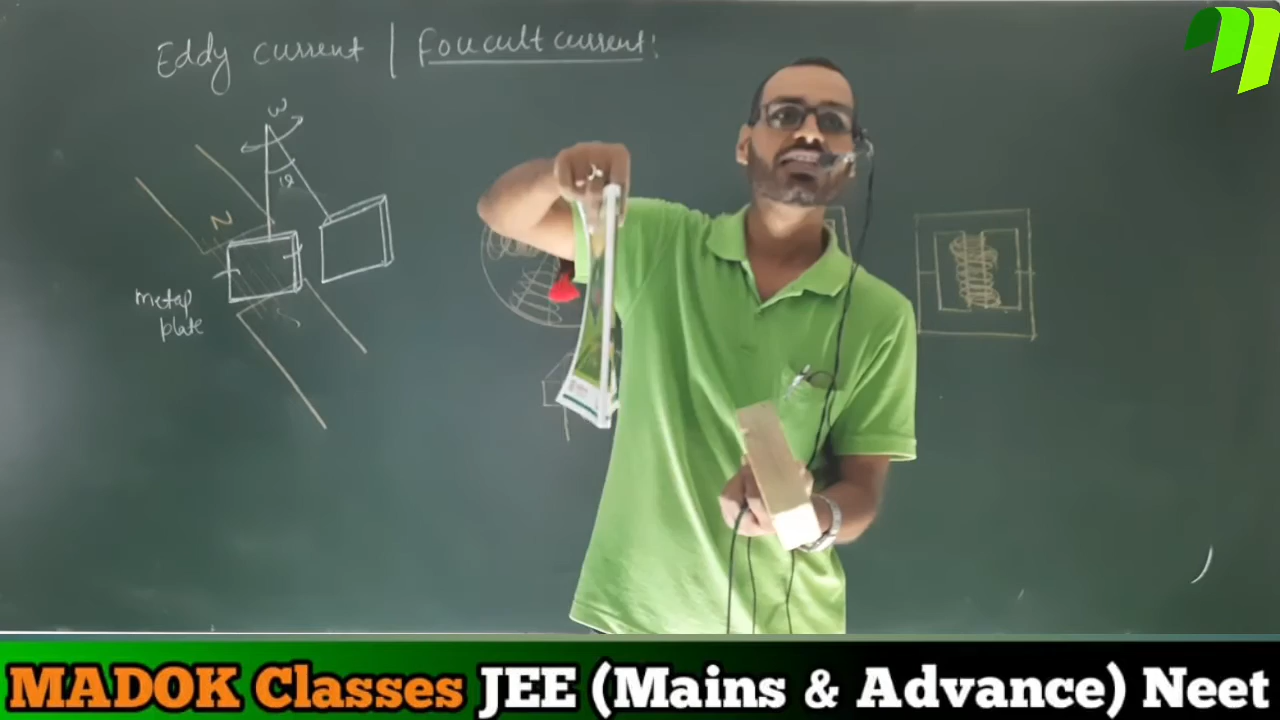 Eddy current | foucult current:
ω
N
metal
plate
S
MADOK Classes JEE (Mains & Advance) Neet